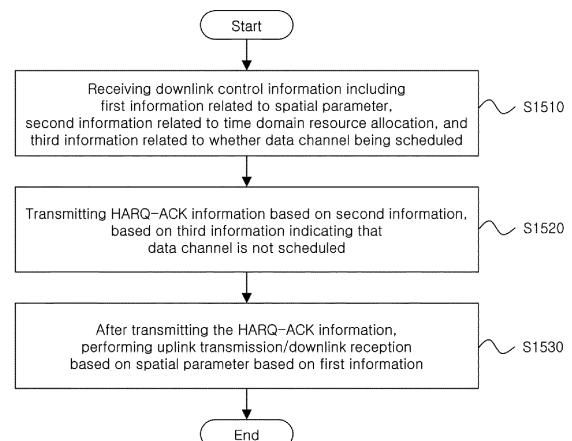 Start
Receiving downlink control information including
first information related to spatial parameter,
second information related to time domain resource allocation, and
third information related to whether data channel being scheduled
S1510
Transmitting HARQ-ACK information based on second information,
based on third information indicating that
data channel is not scheduled
S1520
After transmitting the HARQ-ACK information,
performing uplink transmission/downlink reception
based on spatial parameter based on first information
S1530
End